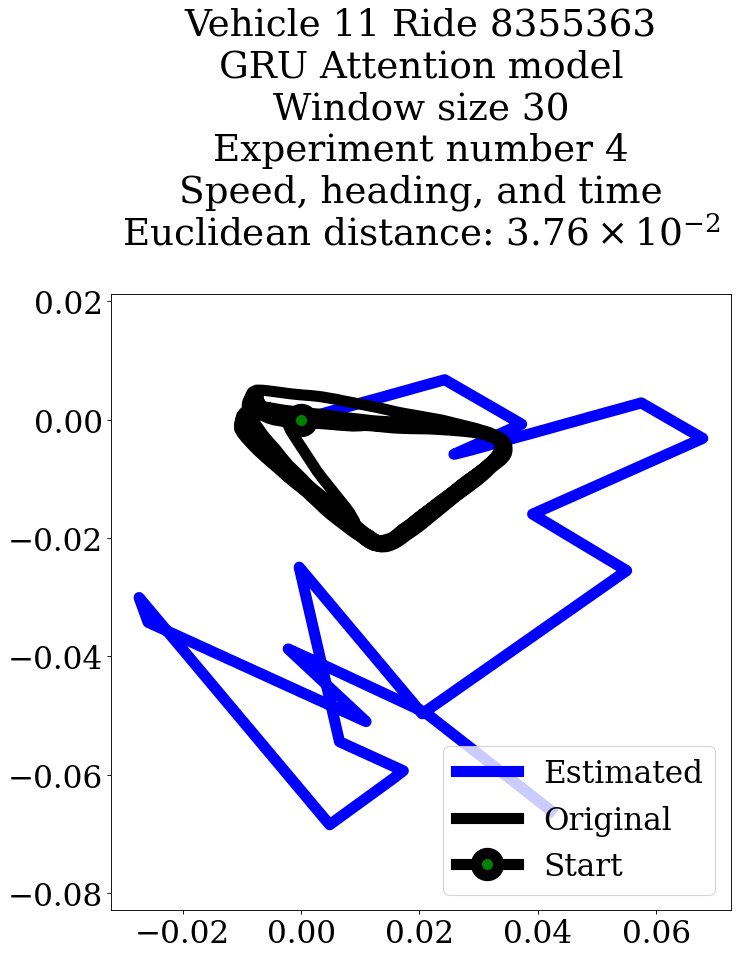 Vehicle 11 Ride 8355363
GRU Attention model
Window size 30
Experiment number 4
Speed, heading, and time
Euclidean distance: 3.76 × 10⁻²
0.02
0.00
−0.02
−0.04
−0.06
−0.08
Estimated
Original
Start
−0.02 0.00 0.02 0.04 0.06